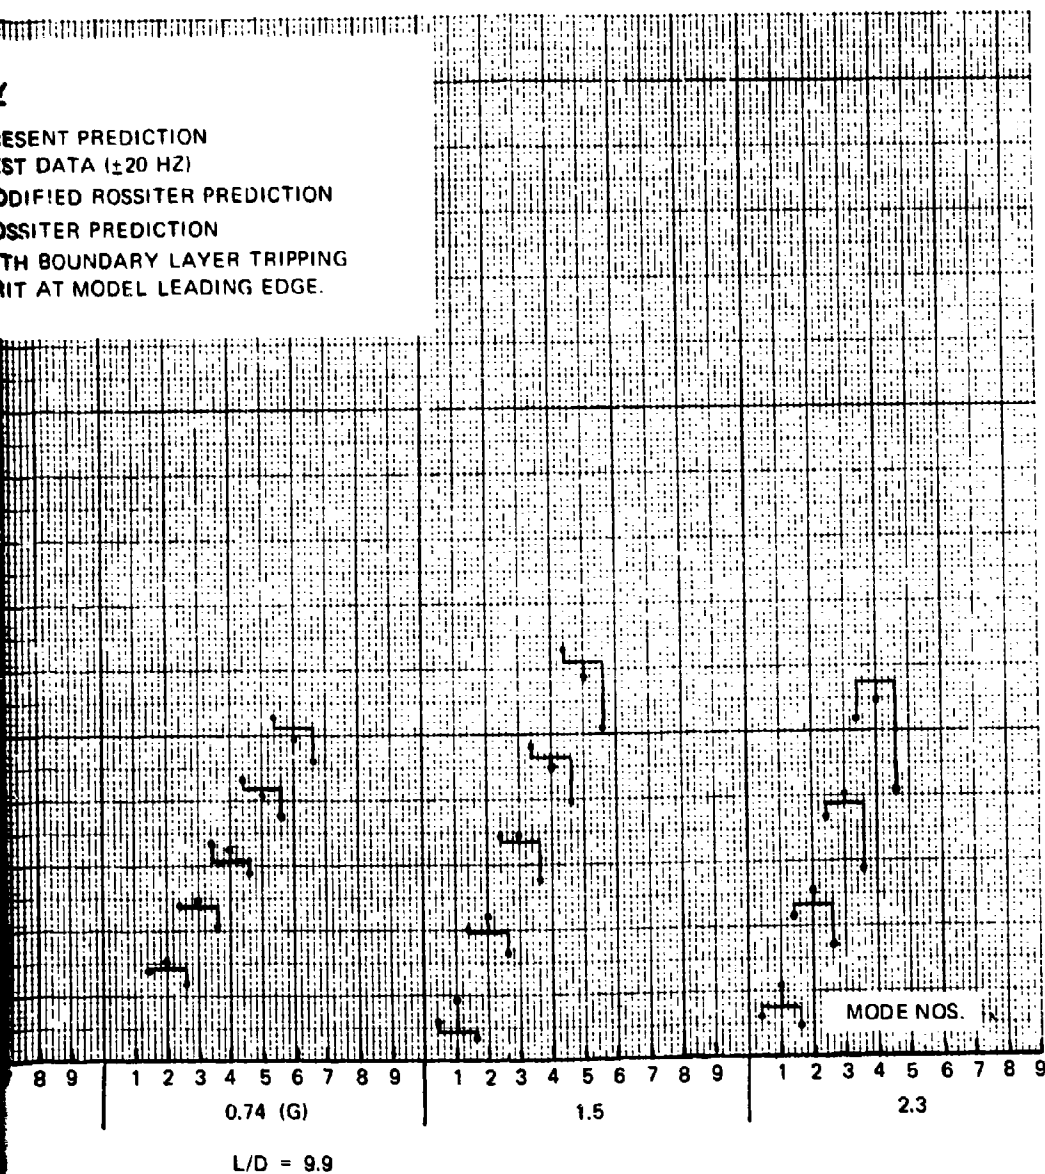 Y
ESENT PREDICTION
ST DATA (±20 HZ)
ODIFIED ROSSITER PREDICTION
OSSITER PREDICTION
TH BOUNDARY LAYER TRIPPING
RIT AT MODEL LEADING EDGE.
MODE NOS.
8 9 1 2 3 4 5 6 7 8 9 1 2 3 4 5 6 7 8 9 1 2 3 4 5 6 7 8 9
0.74 (G) 1.5 2.3
L/D = 9.9